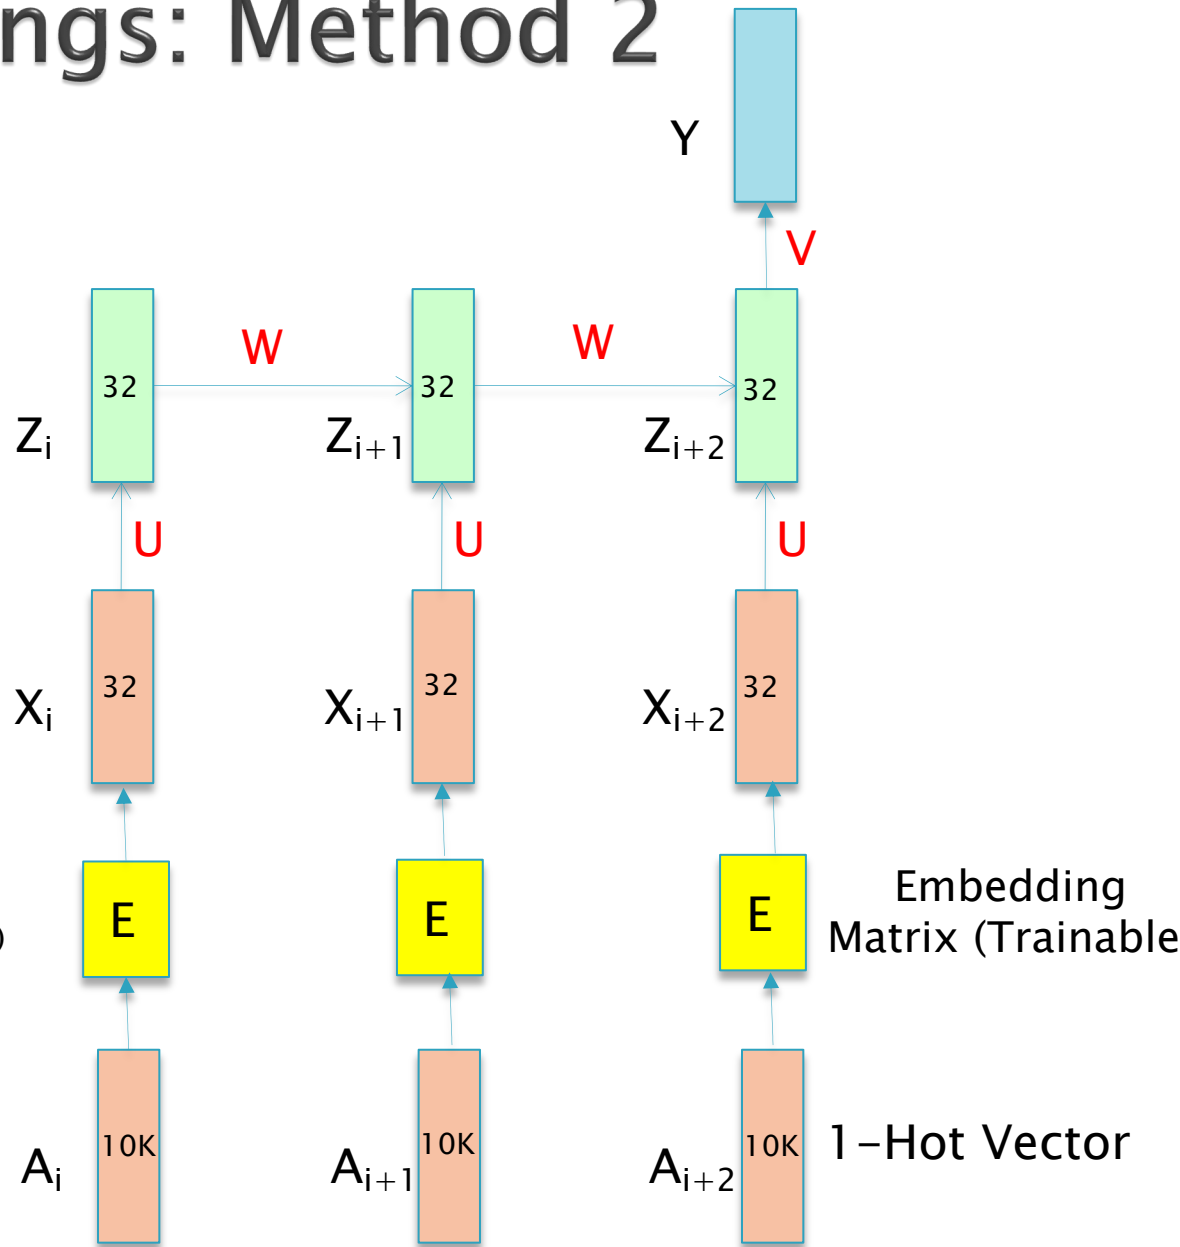 ngs: Method 2
Y
V
W W
32 32 32
Zi Zi+1 Zi+2
U U U
32 32 32
Xi Xi+1 Xi+2
E E E
Embedding
) Matrix (Trainable
10K 10K 10K
1-Hot Vector
Ai Ai+1 Ai+2